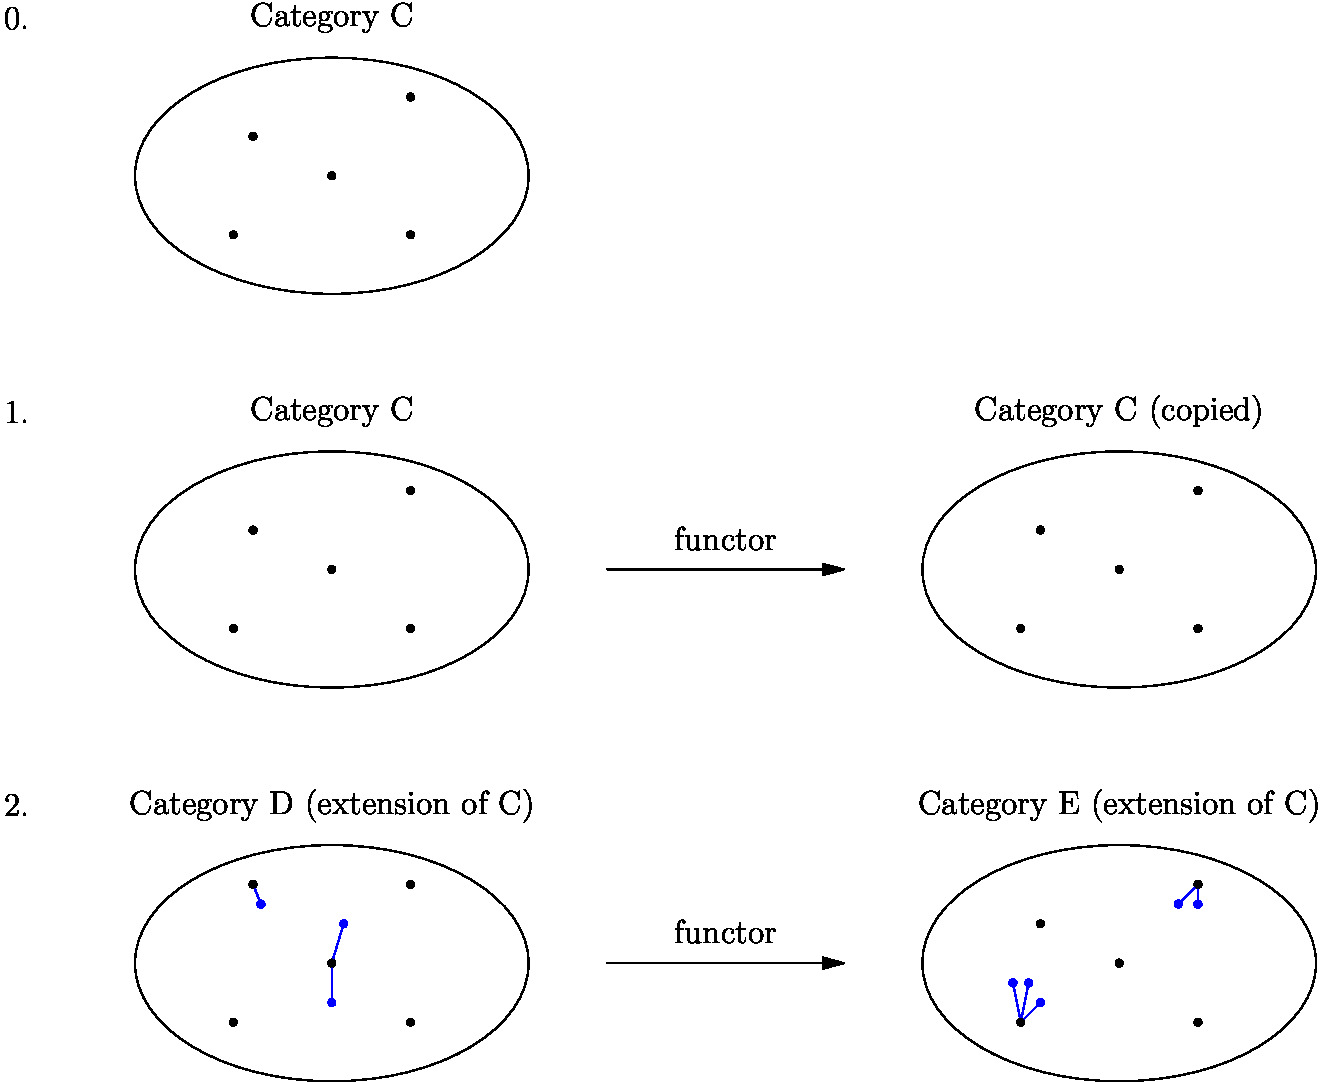 0.
Category C
1.
Category C
Category C (copied)
functor
2.
Category D (extension of C)
Category E (extension of C)
functor